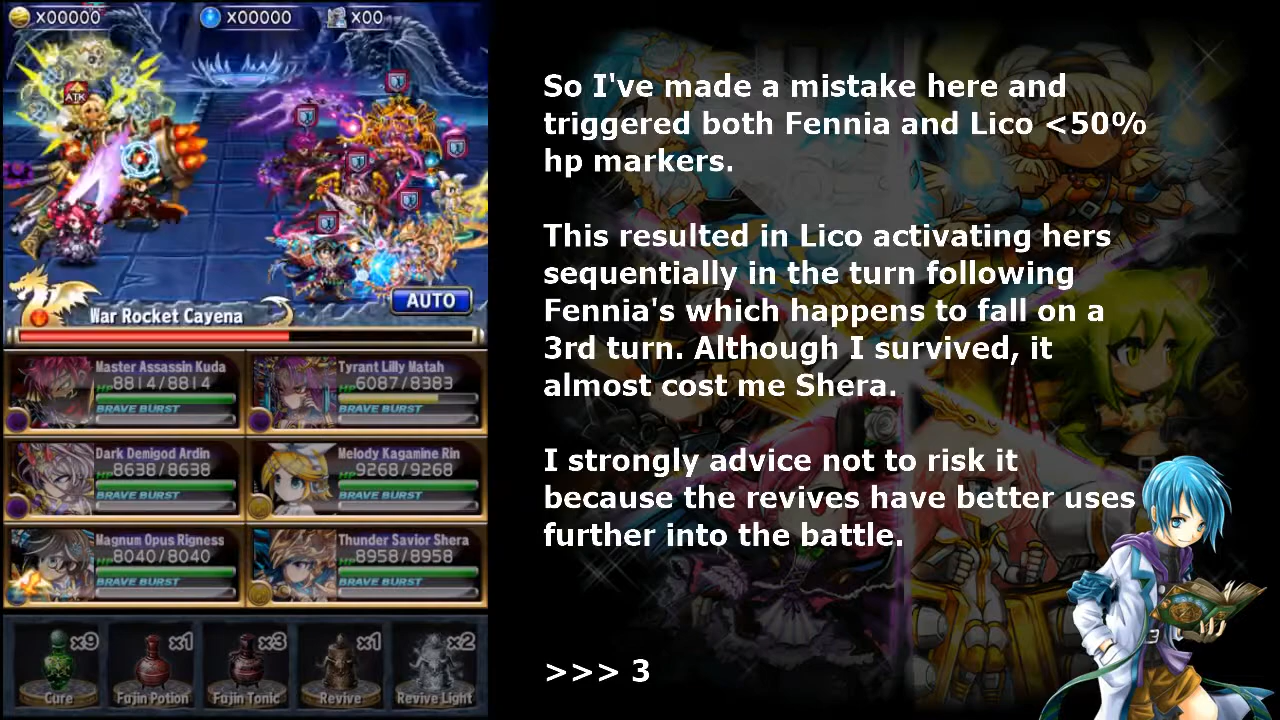 x00000 x00000 x00
ATK
AUTO
War Rocket Cayena
Master Assassin Kuda Tyrant Lilly Matah
HP 8814/8814 HP 6087/8383
BRAVE BURST BRAVE BURST
Dark Demigod Ardin Melody Kagamine Rin
HP 8638/8638 HP 9268/9268
BRAVE BURST BRAVE BURST
Magnum Opus Rigness Thunder Savior Shera
HP 8040/8040 HP 8958/8958
BRAVE BURST BRAVE BURST
x9 x1 x3 x1 x2
Cure Fujin Potion Fujin Tonic Revive Revive Light
So I've made a mistake here and
triggered both Fennia and Lico <50%
hp markers.
This resulted in Lico activating hers
sequentially in the turn following
Fennia's which happens to fall on a
3rd turn. Although I survived, it
almost cost me Shera.
I strongly advice not to risk it
because the revives have better uses
further into the battle.
>>> 3